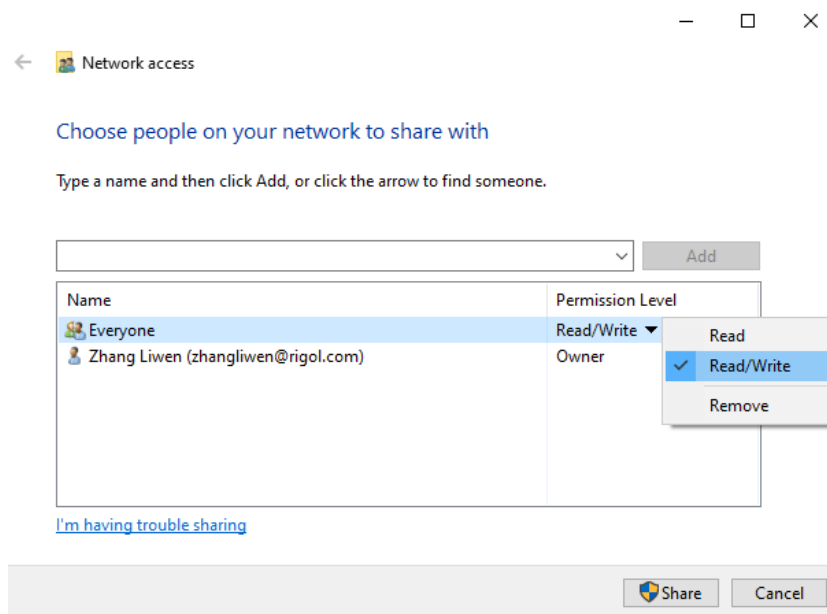 Network access
Choose people on your network to share with
Type a name and then click Add, or click the arrow to find someone.
Add
Name Permission Level
Everyone Read/Write
Read
Zhang Liwen (zhangliwen@rigol.com) Owner
Read/Write
Remove
I'm having trouble sharing
Share Cancel